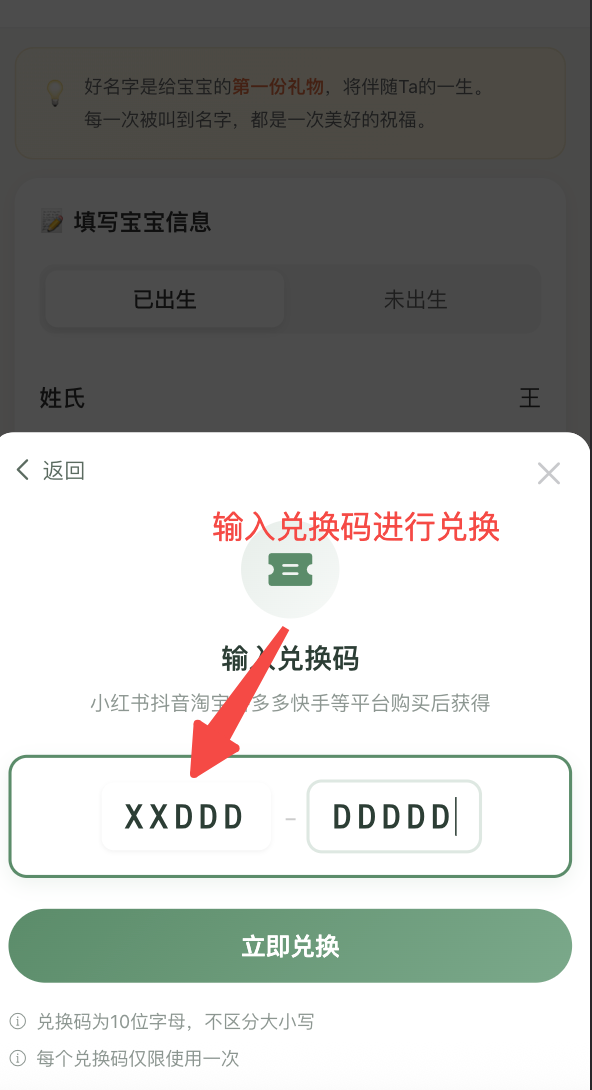 好名字是给宝宝的第一份礼物，将伴随Ta的一生。
每一次被叫到名字，都是一次美好的祝福。
填写宝宝信息
已出生 未出生
姓氏 王
返回
输入兑换码进行兑换
输入兑换码
小红书抖音淘宝 多多快手等平台购买后获得
XXDDD - DDDDD
立即兑换
兑换码为10位字母，不区分大小写
每个兑换码仅限使用一次